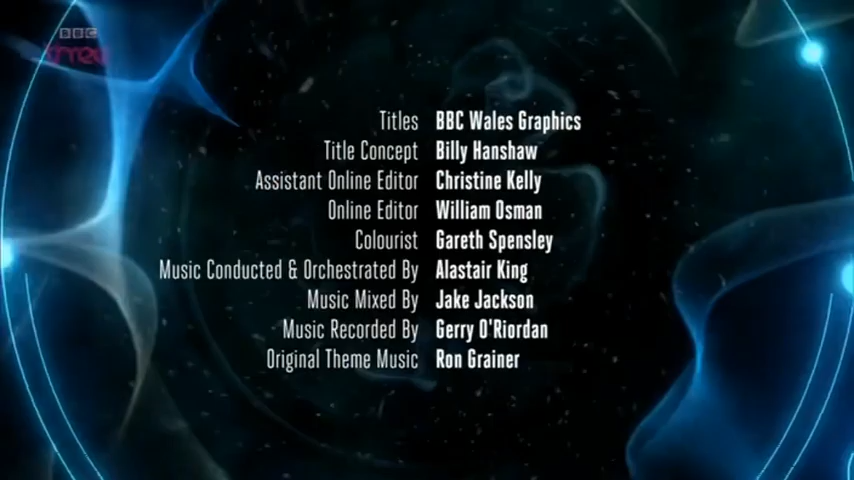 BBC
three
Titles BBC Wales Graphics
Title Concept Billy Hanshaw
Assistant Online Editor Christine Kelly
Online Editor William Osman
Colourist Gareth Spensley
Music Conducted & Orchestrated By Alastair King
Music Mixed By Jake Jackson
Music Recorded By Gerry O'Riordan
Original Theme Music Ron Grainer